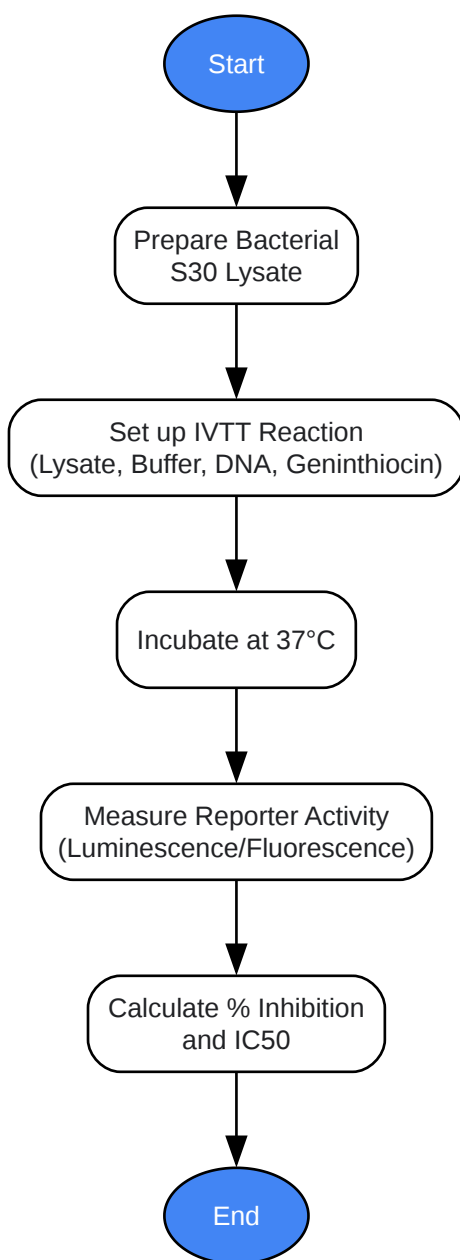 Start
Prepare Bacterial
S30 Lysate
Set up IVTT Reaction
(Lysate, Buffer, DNA, Geninthiocin)
Incubate at 37°C
Measure Reporter Activity
(Luminescence/Fluorescence)
Calculate % Inhibition
and IC50
End